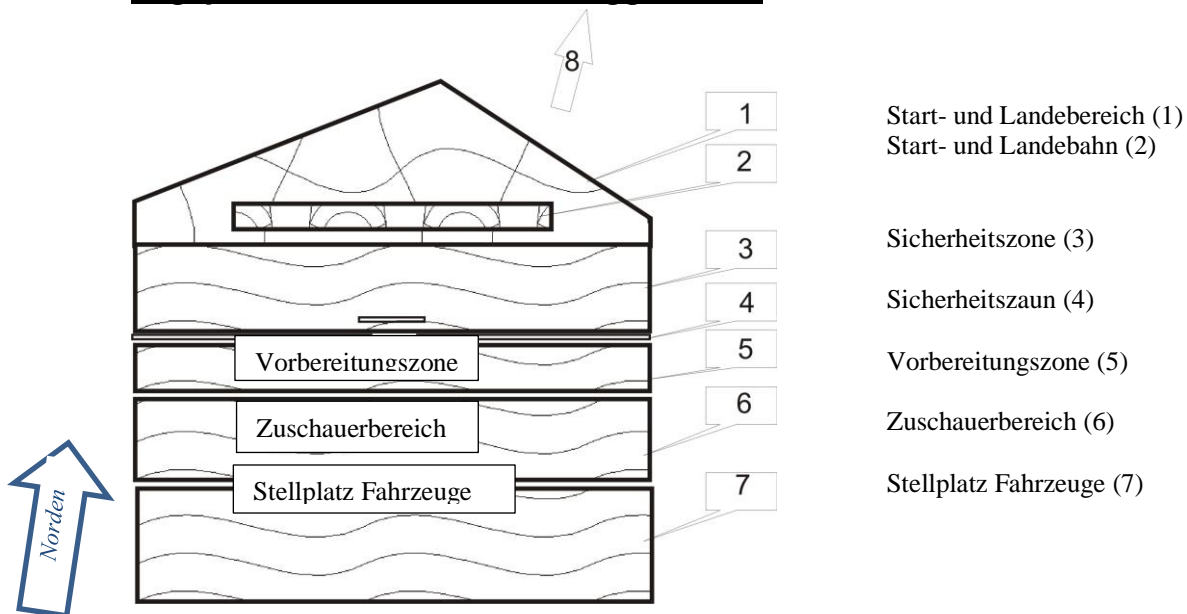 8
1
2
3
4
5
6
7
Start- und Landebereich (1)
Start- und Landebahn (2)
Sicherheitszone (3)
Sicherheitszaun (4)
Vorbereitungszone (5)
Zuschauerbereich (6)
Stellplatz Fahrzeuge (7)
Vorbereitungszone
Zuschauerbereich
Stellplatz Fahrzeuge
Norden